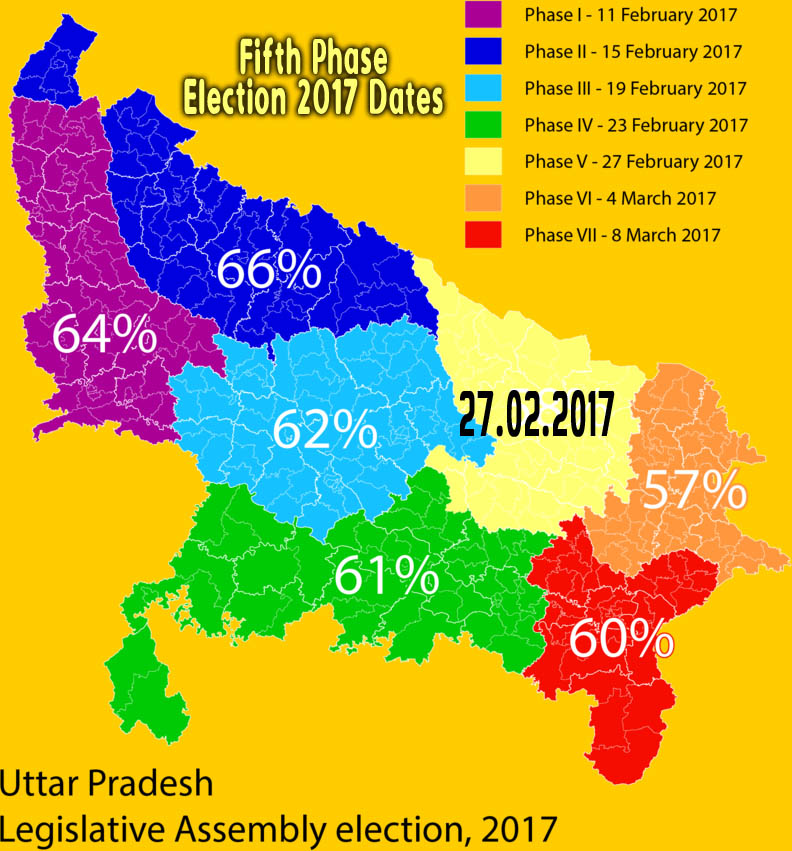 Fifth Phase
Election 2017 Dates
Phase I - 11 February 2017
Phase II - 15 February 2017
Phase III - 19 February 2017
Phase IV - 23 February 2017
Phase V - 27 February 2017
Phase VI - 4 March 2017
Phase VII - 8 March 2017
66%
64%
27.02.2017
62%
57%
61%
60%
Uttar Pradesh
Legislative Assembly election, 2017